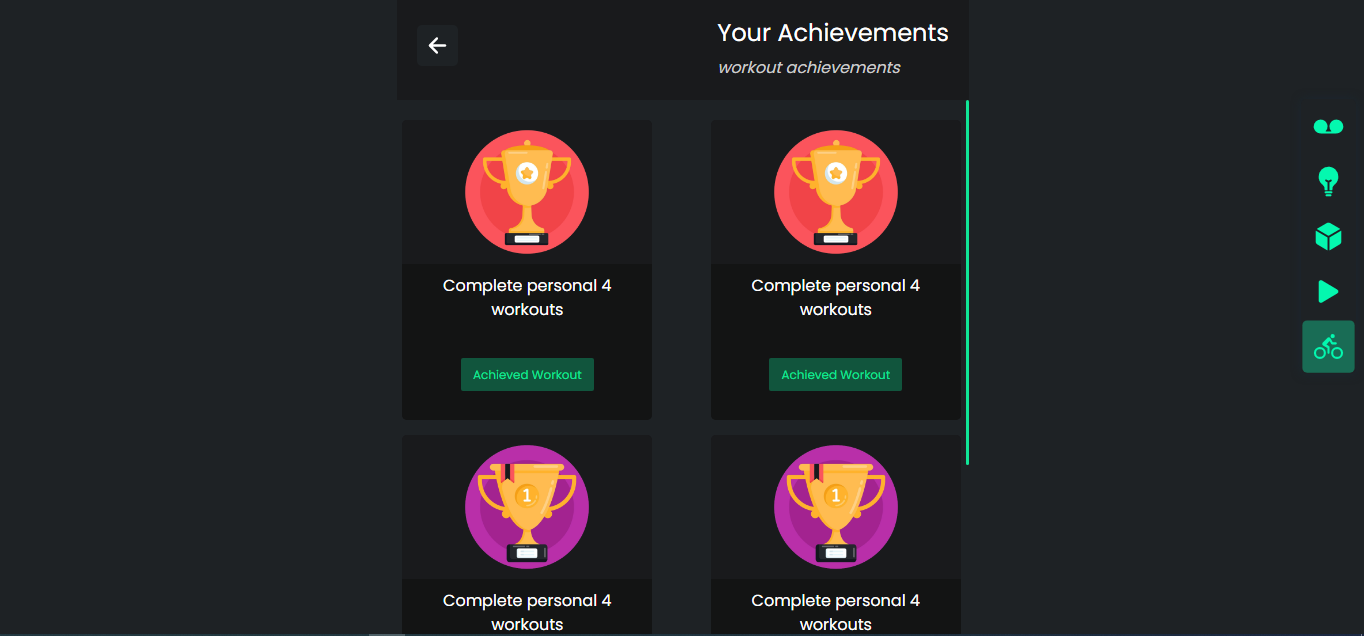 Your Achievements
workout achievements
Complete personal 4
workouts
Achieved Workout
Complete personal 4
workouts
Achieved Workout
1
Complete personal 4
workouts
1
Complete personal 4
workouts